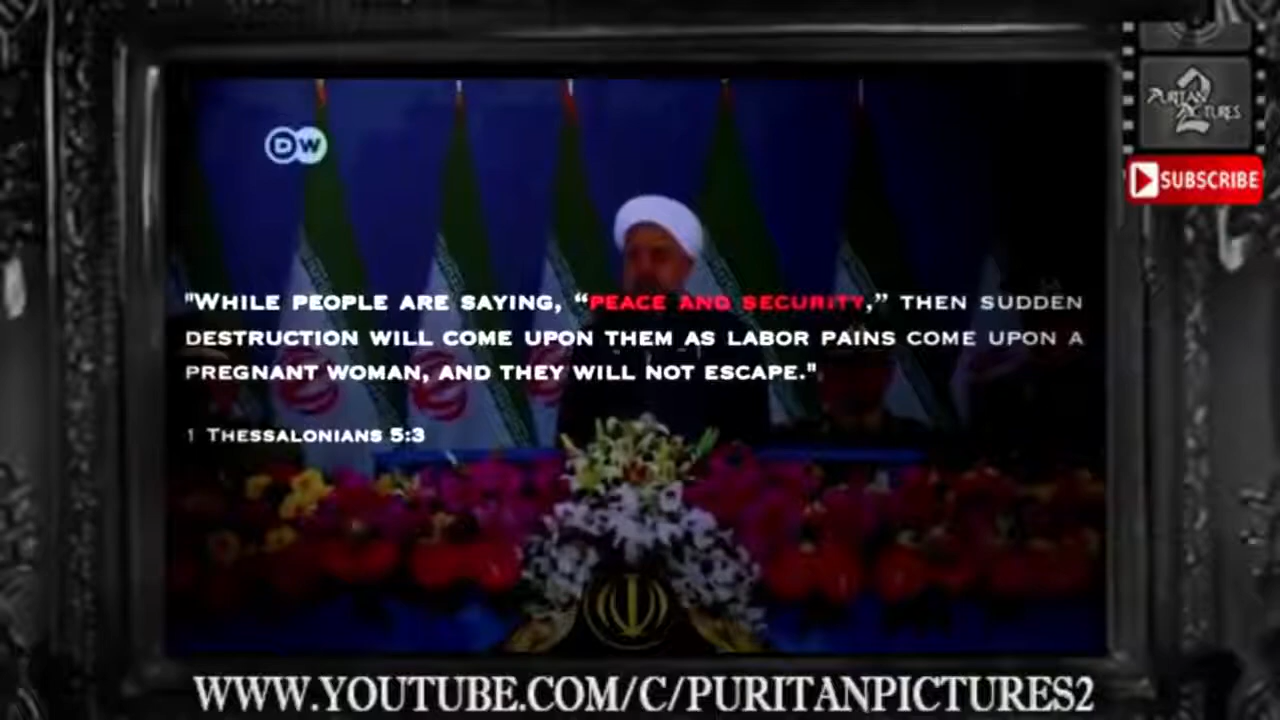 DW
PURITAN
2
PICTURES
SUBSCRIBE
"WHILE PEOPLE ARE SAYING, “PEACE AND SECURITY,” THEN SUDDEN
DESTRUCTION WILL COME UPON THEM AS LABOR PAINS COME UPON A
PREGNANT WOMAN, AND THEY WILL NOT ESCAPE."
1 THESSALONIANS 5:3
WWW.YOUTUBE.COM/C/PURITANPICTURES2